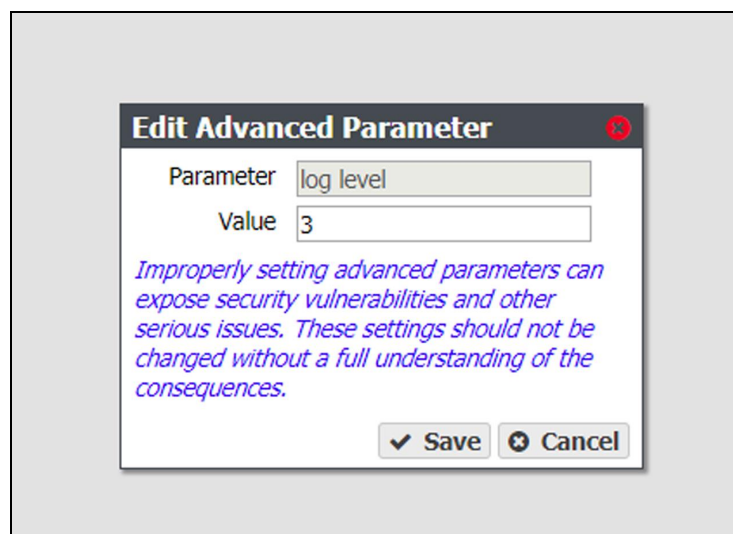 Edit Advanced Parameter
Parameter log level
Value 3
Improperly setting advanced parameters can
expose security vulnerabilities and other
serious issues. These settings should not be
changed without a full understanding of the
consequences.
Save Cancel